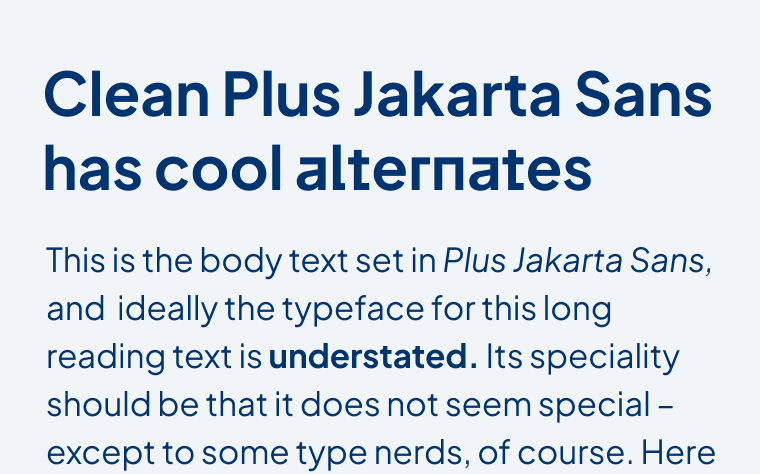 Clean Plus Jakarta Sans
has cool alternates
This is the body text set in Plus Jakarta Sans,
and  ideally the typeface for this long
reading text is understated. Its speciality
should be that it does not seem special –
except to some type nerds, of course. Here